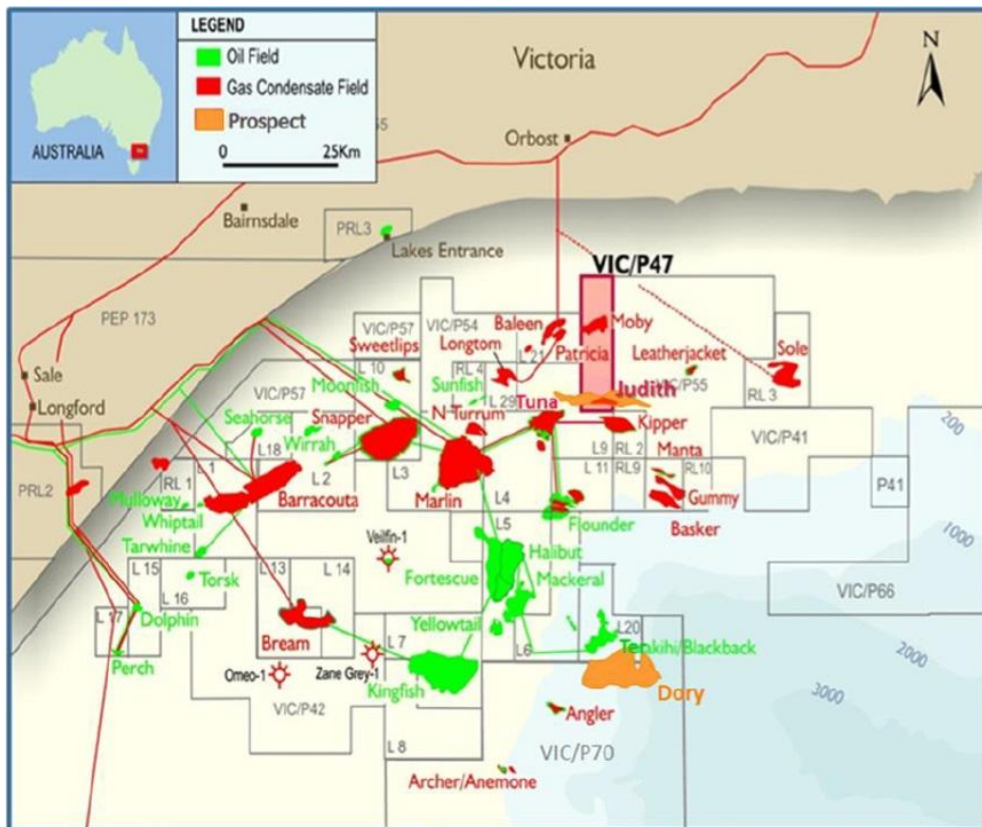 LEGEND
Oil Field
Gas Condensate Field
Prospect
0 25Km
AUSTRALIA
Victoria
N
Orbost
Bairnsdale
PRL3
Lakes Entrance
VIC/P47
PEP 173
VIC/P57
VIC/P54
Baleen
Moby
Sweetlips
Longtom
L 21
Patricia
Leatherjacket
Sole
Sale
L 10
RL 4
VIC/P55
Moonfish
Sunfish
Judith
RL 3
Longford
VIC/P57
L 29
Tuna
Seahorse
Snapper
N Turrum
Kipper
200
Wirrah
L9
RL 2
VIC/P41
L18
Manta
PRL2
RL 1
L 1
L 2
L3
L 11
RL9
RL10
P41
Mulloway
Barracouta
Marlin
L4
Gummy
Whiptail
Flounder
Basker
1000
Tarwhine
Veilfin-1
L5
Halibut
L 15
Torsk
L13
L 14
Fortescue
Mackeral
VIC/P66
L 16
L 17
Dolphin
Yellowtail
L20
Bream
L 7
L6
Terakihi/Blackback
2000
Perch
Omeo-1
Zane Grey-1
Kingfish
Dory
3000
VIC/P42
Angler
L 8
VIC/P70
Archer/Anemone